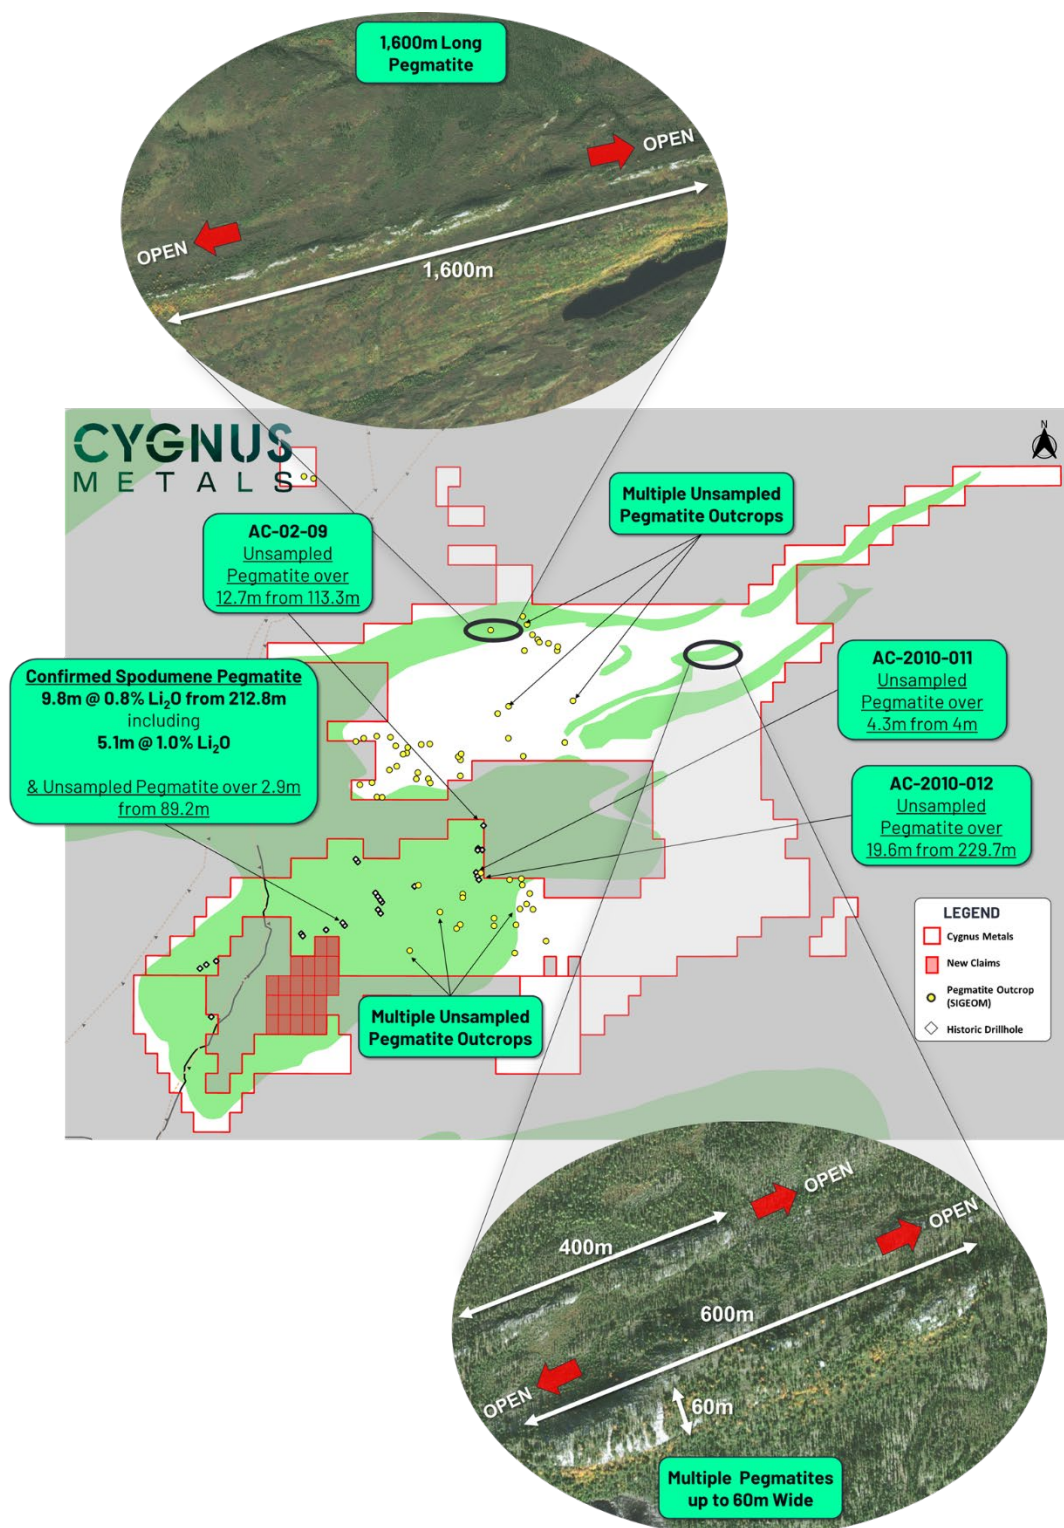 1,600m Long
Pegmatite
OPEN
OPEN
1,600m
CYGNUS
METALS
N
Multiple Unsampled
Pegmatite Outcrops
AC-02-09
Unsampled
Pegmatite over
12.7m from 113.3m
AC-2010-011
Unsampled
Pegmatite over
4.3m from 4m
Confirmed Spodumene Pegmatite
9.8m @ 0.8% Li₂O from 212.8m
including
5.1m @ 1.0% Li₂O
& Unsampled Pegmatite over 2.9m
from 89.2m
AC-2010-012
Unsampled
Pegmatite over
19.6m from 229.7m
LEGEND
Cygnus Metals
New Claims
Pegmatite Outcrop
(SIGEOM)
Historic Drillhole
Multiple Unsampled
Pegmatite Outcrops
OPEN
OPEN
400m
600m
OPEN
60m
Multiple Pegmatites
up to 60m Wide